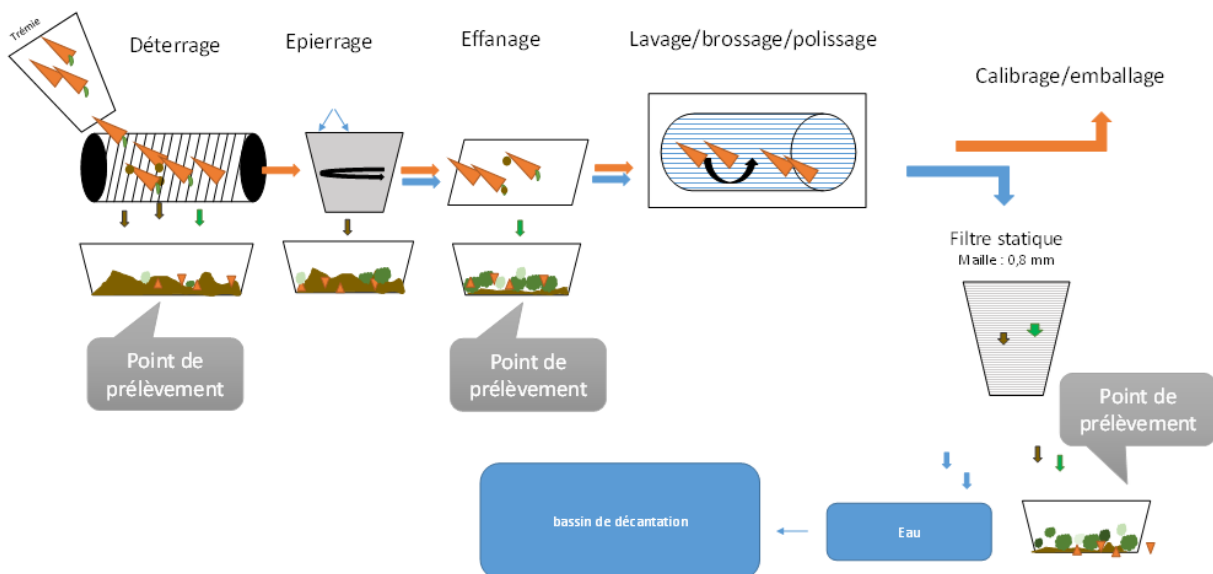 Trémie
Déterrage
Epierrage
Effanage
Lavage/brossage/polissage
Calibrage/emballage
Filtre statique
Maille : 0,8 mm
Point de
prélèvement
Point de
prélèvement
Point de
prélèvement
bassin de décantation
Eau